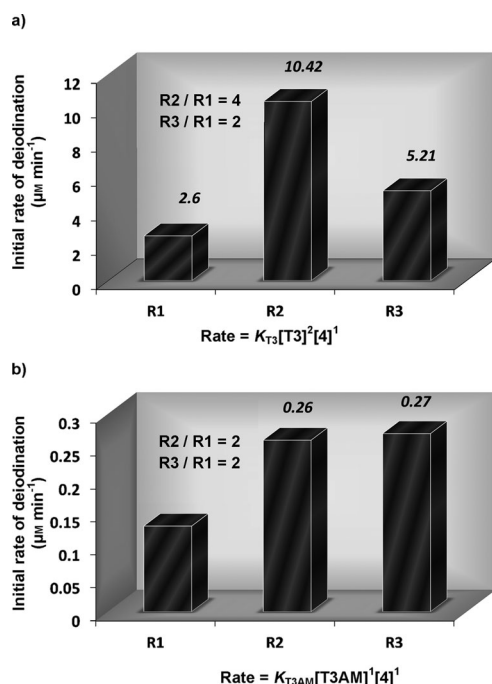 a)
10.42
R2 / R1 = 4
R3 / R1 = 2
5.21
2.6
Initial rate of deiodination
(μM min⁻¹)
12
10
8
6
4
2
0
R1 R2 R3
Rate = K_T3[T3]²[4]¹
b)
0.26 0.27
R2 / R1 = 2
R3 / R1 = 2
Initial rate of deiodination
(μM min⁻¹)
0.3
0.25
0.2
0.15
0.1
0.05
0
R1 R2 R3
Rate = K_T3AM[T3AM]¹[4]¹